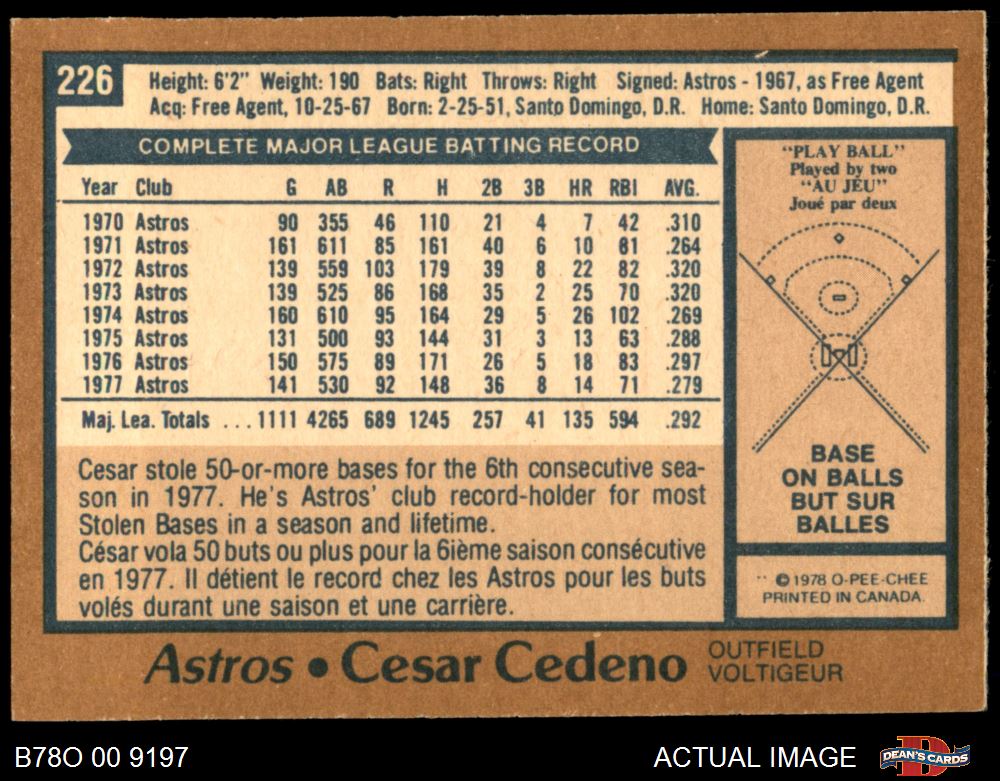 226
Height: 6'2" Weight: 190 Bats: Right Throws: Right Signed: Astros - 1967, as Free Agent
Acq: Free Agent, 10-25-67 Born: 2-25-51, Santo Domingo, D.R. Home: Santo Domingo, D.R.
COMPLETE MAJOR LEAGUE BATTING RECORD
Year Club G AB R H 2B 3B HR RBI AVG.
1970 Astros 90 355 46 110 21 4 7 42 .310
1971 Astros 161 611 85 161 40 6 10 81 .264
1972 Astros 139 559 103 179 39 8 22 82 .320
1973 Astros 139 525 86 168 35 2 25 70 .320
1974 Astros 160 610 95 164 29 5 26 102 .269
1975 Astros 131 500 93 144 31 3 13 63 .288
1976 Astros 150 575 89 171 26 5 18 83 .297
1977 Astros 141 530 92 148 36 8 14 71 .279
Maj. Lea. Totals ... 1111 4265 689 1245 257 41 135 594 .292
Cesar stole 50-or-more bases for the 6th consecutive sea-
son in 1977. He's Astros' club record-holder for most
Stolen Bases in a season and lifetime.
César vola 50 buts ou plus pour la 6ième saison consécutive
en 1977. Il détient le record chez les Astros pour les buts
volés durant une saison et une carrière.
"PLAY BALL"
Played by two
"AU JEU"
Joué par deux
BASE
ON BALLS
BUT SUR
BALLES
© 1978 O-PEE-CHEE
PRINTED IN CANADA.
Astros • Cesar Cedeno
OUTFIELD
VOLTIGEUR
B78O 00 9197
ACTUAL IMAGE
DEAN'S CARDS